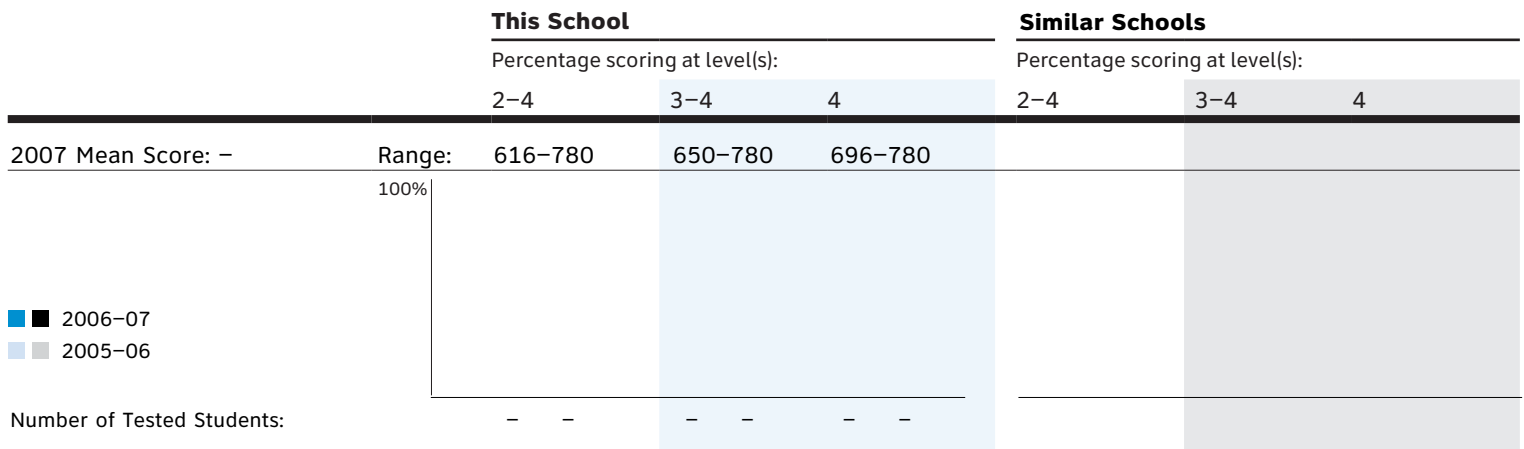 This School Similar Schools
Percentage scoring at level(s): Percentage scoring at level(s):
2–4 3–4 4 2–4 3–4 4
2007 Mean Score: – Range: 616–780 650–780 696–780
100%
2006–07
2005–06
Number of Tested Students: – – – – – –